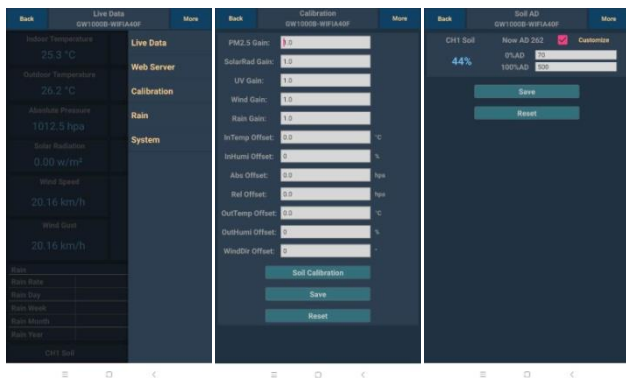 Back
Live Data
GW1000B-WIFIA40F
More
Indoor Temperature
25.3 °C
Outdoor Temperature
26.2 °C
Absolute Pressure
1012.5 hpa
Solar Radiation
0.00 w/m²
Wind Speed
20.16 km/h
Wind Gust
20.16 km/h
Rain
Rain Rate
Rain Day
Rain Week
Rain Month
Rain Year
CH1 Soil
Live Data
Web Server
Calibration
Rain
System
Back
Calibration
GW1000B-WIFIA40F
More
PM2.5 Gain: 1.0
SolarRad Gain: 1.0
UV Gain: 1.0
Wind Gain: 1.0
Rain Gain: 1.0
InTemp Offset: 0.0 °C
InHumi Offset: 0 %
Abs Offset: 0.0 hpa
Rel Offset: 0.0 hpa
OutTemp Offset: 0.0 °C
OutHumi Offset: 0 %
WindDir Offset: 0 °
Soil Calibration
Save
Reset
Back
Soil AD
GW1000B-WIFIA40F
More
CH1 Soil Now AD 262 Customize
44%
0%AD 70
100%AD 500
Save
Reset